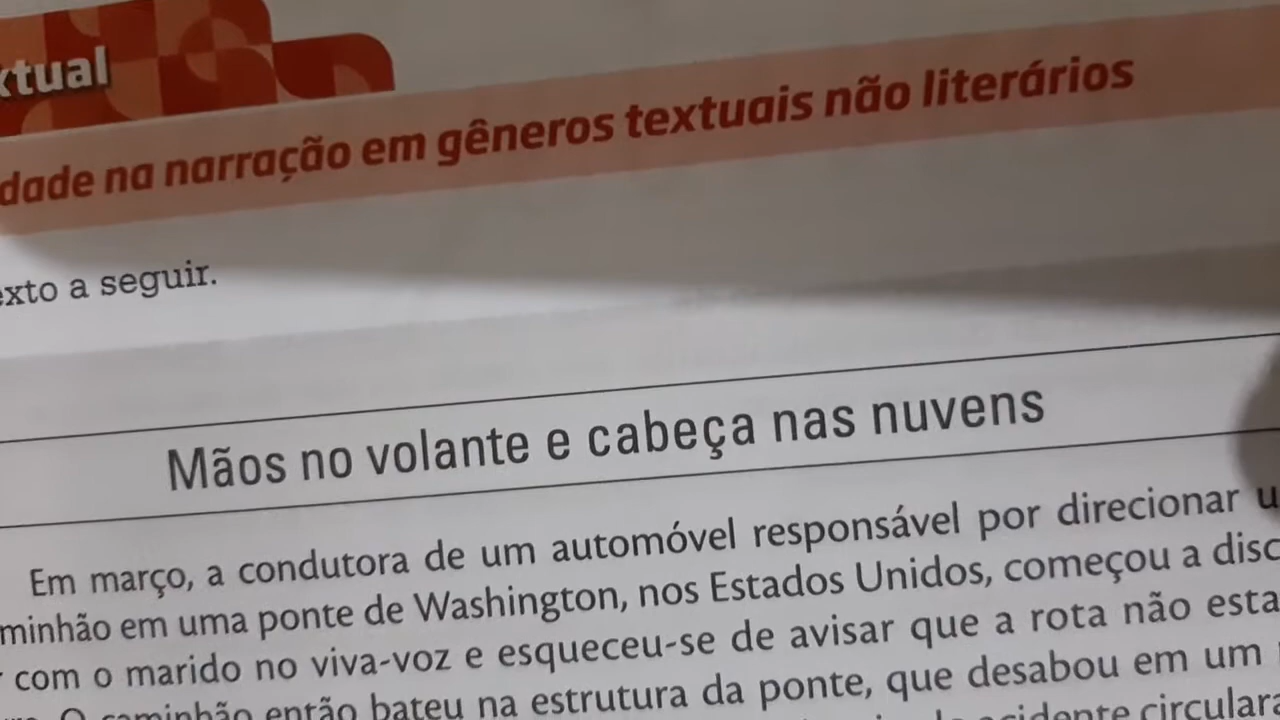 xtual
dade na narração em gêneros textuais não literários
exto a seguir.
Mãos no volante e cabeça nas nuvens
Em março, a condutora de um automóvel responsável por direcionar u
minhão em uma ponte de Washington, nos Estados Unidos, começou a disc
r com o marido no viva-voz e esqueceu-se de avisar que a rota não esta
O caminhão então bateu na estrutura da ponte, que desabou em um
acidente circulara